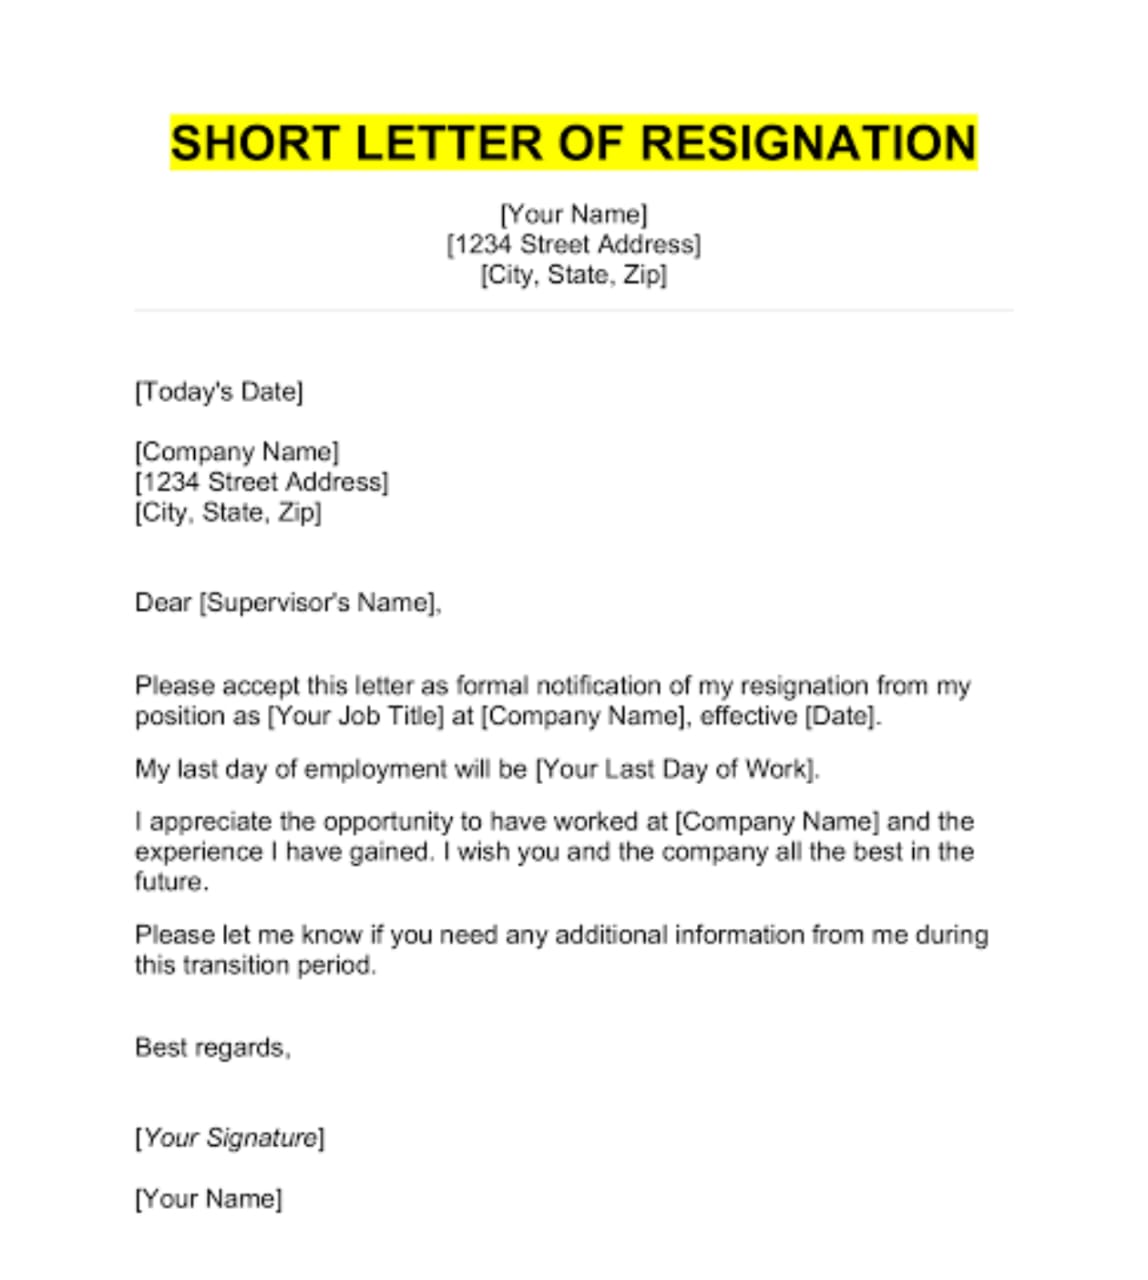 SHORT LETTER OF RESIGNATION
[Your Name]
[1234 Street Address]
[City, State, Zip]
[Today's Date]
[Company Name]
[1234 Street Address]
[City, State, Zip]
Dear [Supervisor's Name],
Please accept this letter as formal notification of my resignation from my
position as [Your Job Title] at [Company Name], effective [Date].
My last day of employment will be [Your Last Day of Work].
I appreciate the opportunity to have worked at [Company Name] and the
experience I have gained. I wish you and the company all the best in the
future.
Please let me know if you need any additional information from me during
this transition period.
Best regards,
[Your Signature]
[Your Name]